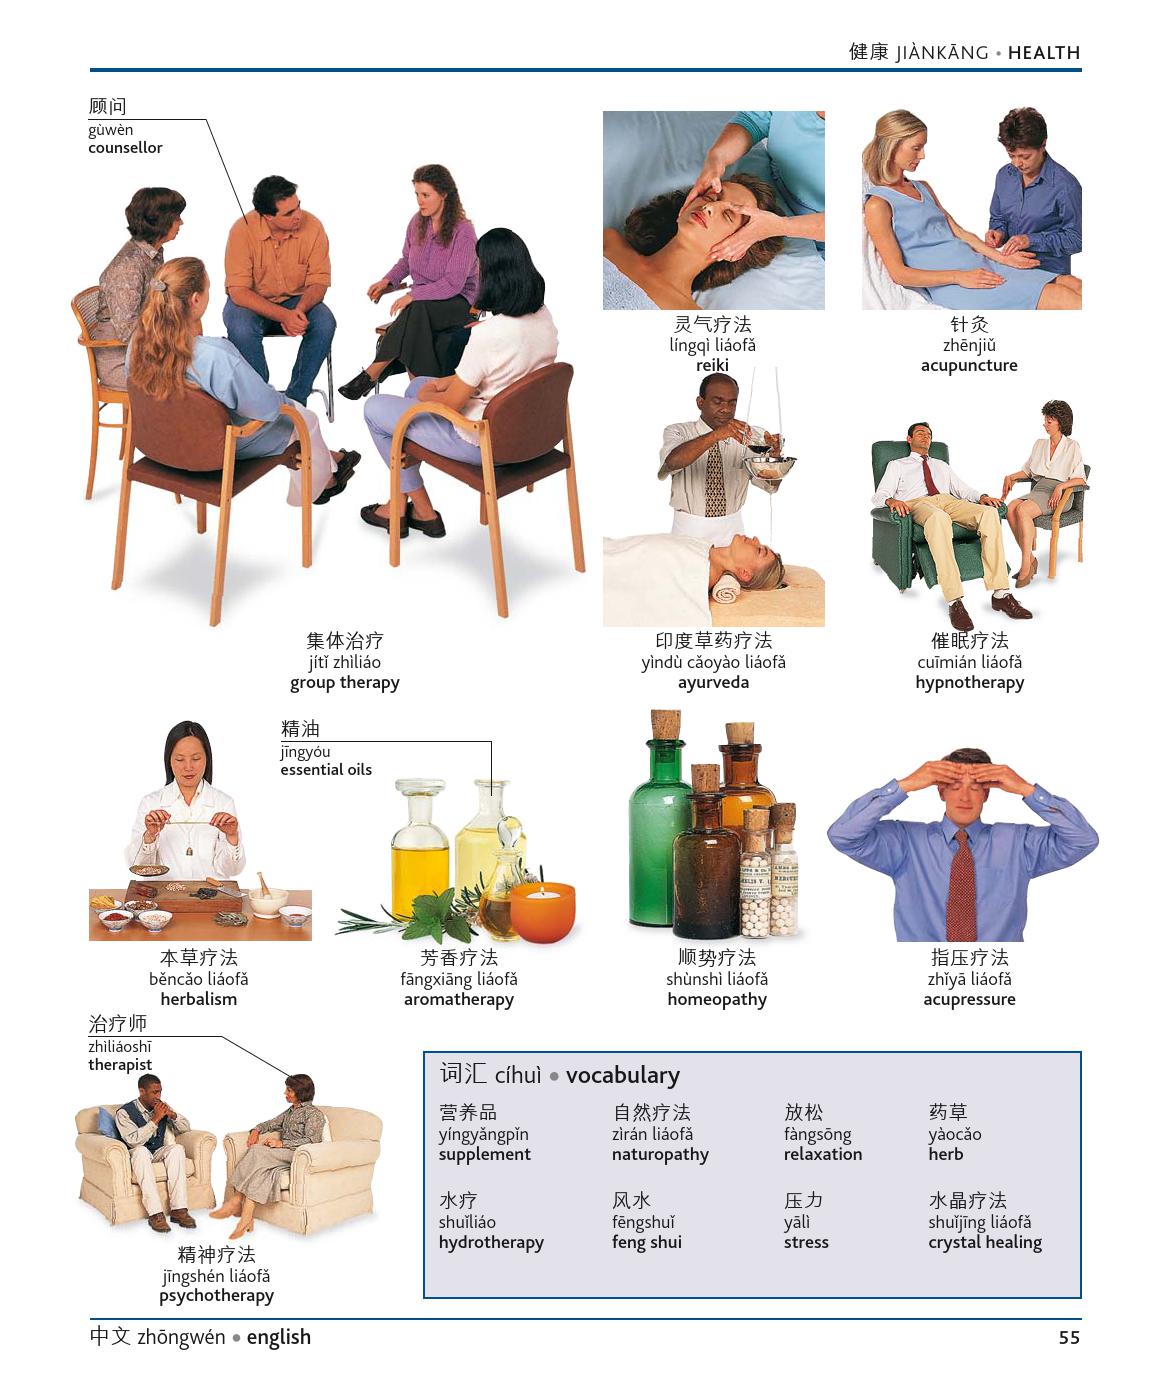 健康 JIÀNKĀNG • HEALTH
顾问
gùwèn
counsellor
灵气疗法
língqì liáofǎ
reiki
针灸
zhēnjiǔ
acupuncture
集体治疗
jítǐ zhìliáo
group therapy
印度草药疗法
yìndù cǎoyào liáofǎ
ayurveda
催眠疗法
cuīmián liáofǎ
hypnotherapy
精油
jīngyóu
essential oils
本草疗法
běncǎo liáofǎ
herbalism
芳香疗法
fāngxiāng liáofǎ
aromatherapy
顺势疗法
shùnshì liáofǎ
homeopathy
指压疗法
zhǐyā liáofǎ
acupressure
治疗师
zhìliáoshī
therapist
精神疗法
jīngshén liáofǎ
psychotherapy
词汇 cíhuì • vocabulary
营养品
yíngyǎngpǐn
supplement
自然疗法
zìrán liáofǎ
naturopathy
放松
fàngsōng
relaxation
药草
yàocǎo
herb
水疗
shuǐliáo
hydrotherapy
风水
fēngshuǐ
feng shui
压力
yālì
stress
水晶疗法
shuǐjīng liáofǎ
crystal healing
中文 zhōngwén • english
55